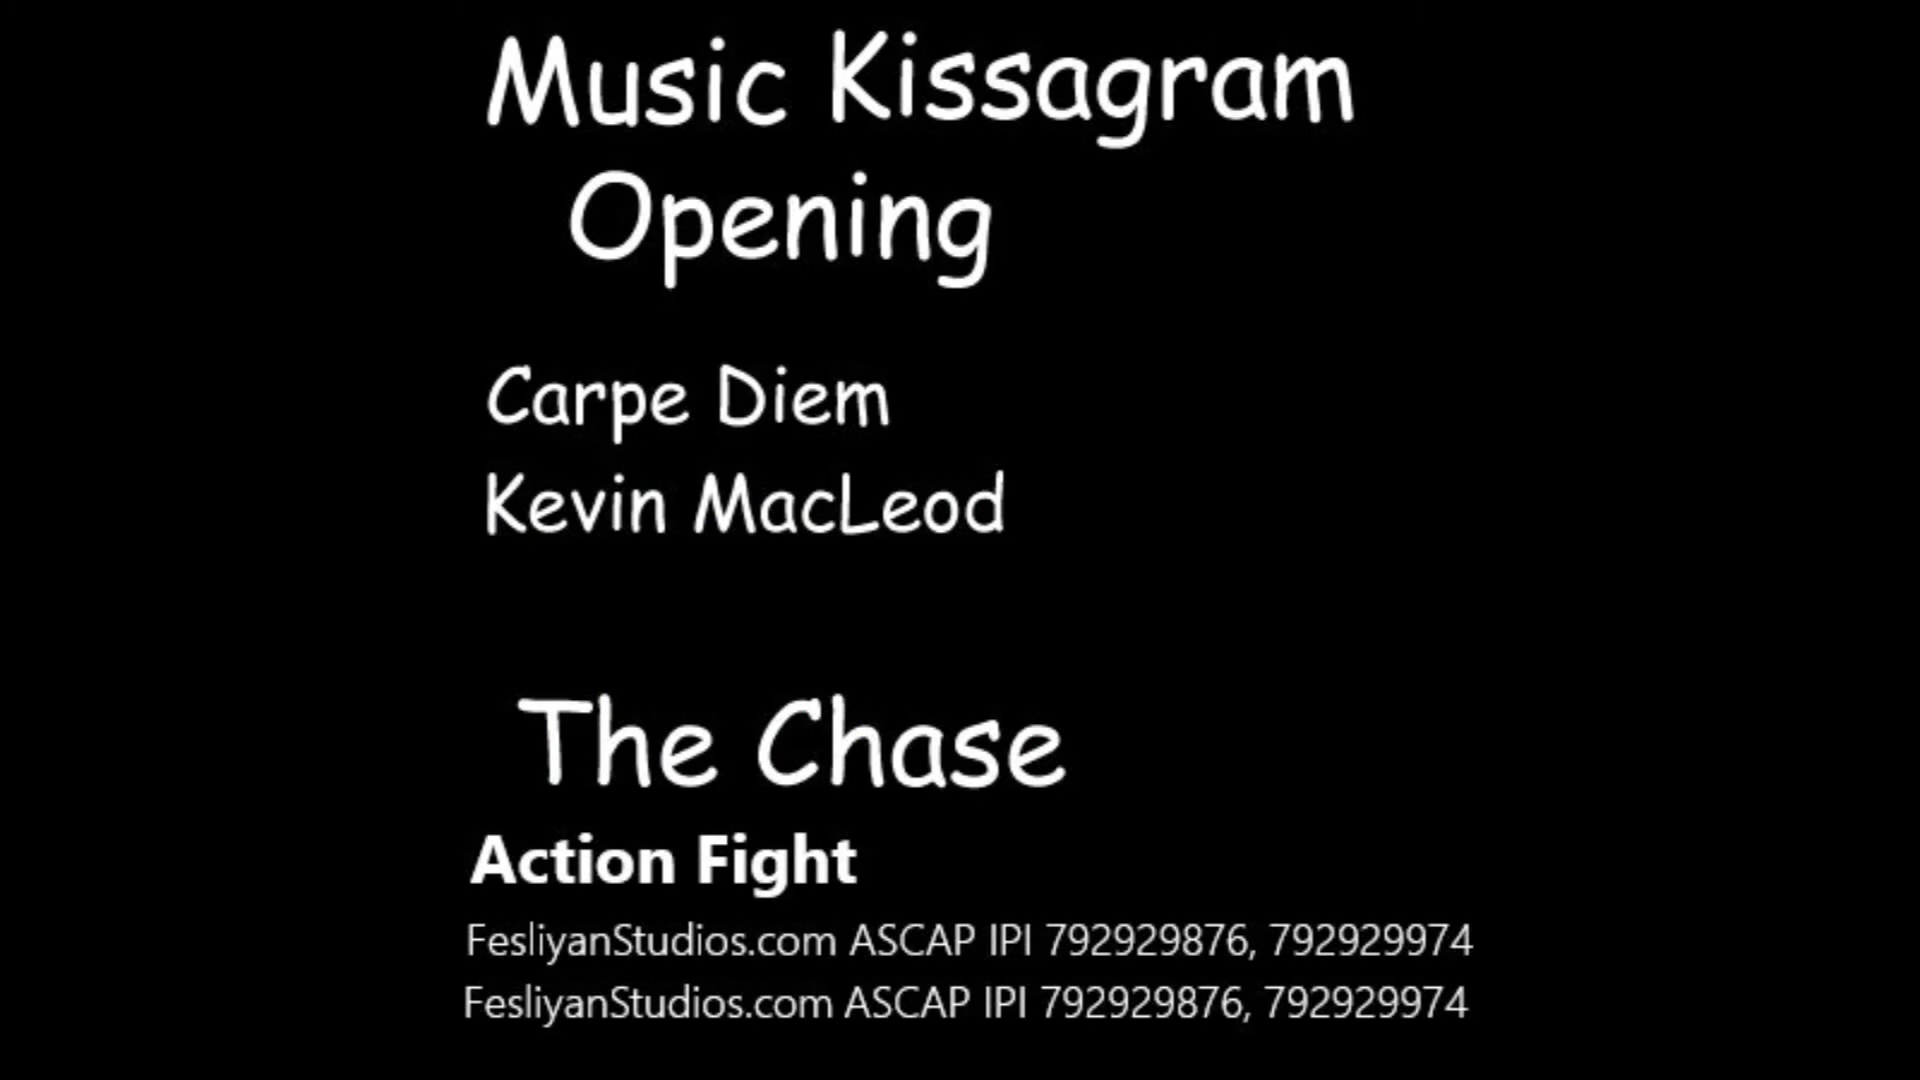 Music Kissagram
Opening
Carpe Diem
Kevin MacLeod
The Chase
Action Fight
FesliyanStudios.com ASCAP IPI 792929876, 792929974
FesliyanStudios.com ASCAP IPI 792929876, 792929974